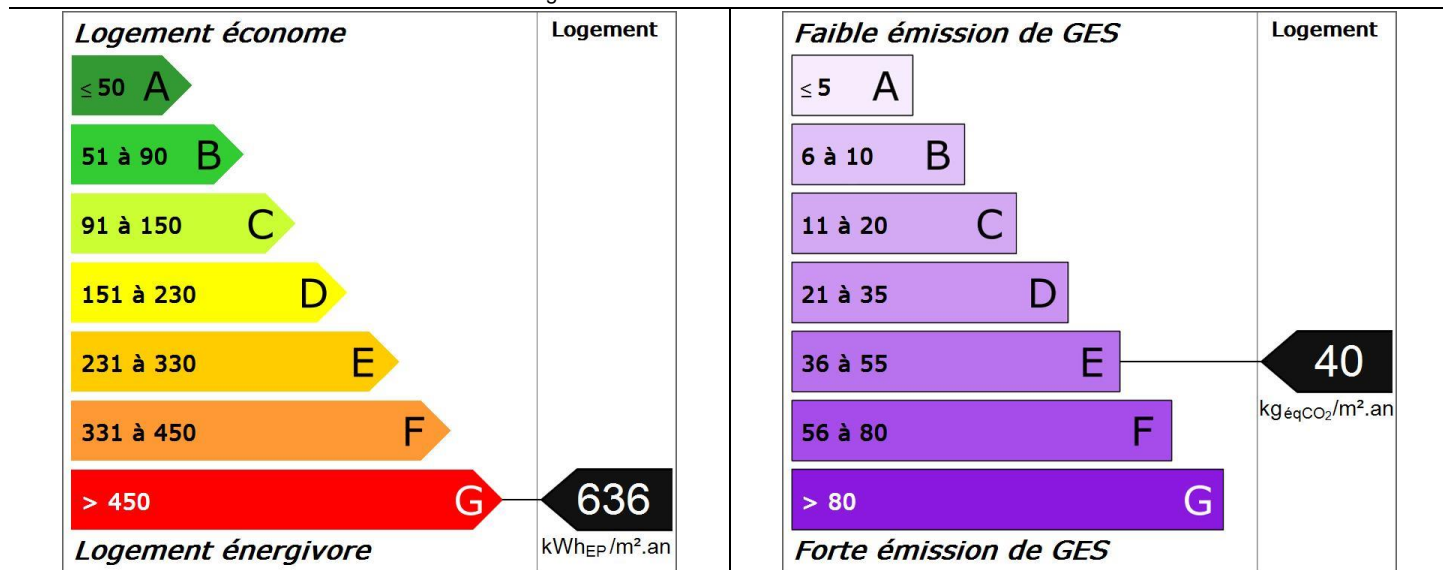 Logement économe
Logement
≤ 50 A
51 à 90 B
91 à 150 C
151 à 230 D
231 à 330 E
331 à 450 F
> 450 G
636
kWhEP/m².an
Logement énergivore
Faible émission de GES
Logement
≤ 5 A
6 à 10 B
11 à 20 C
21 à 35 D
36 à 55 E
40
kgéqCO₂/m².an
56 à 80 F
> 80 G
Forte émission de GES